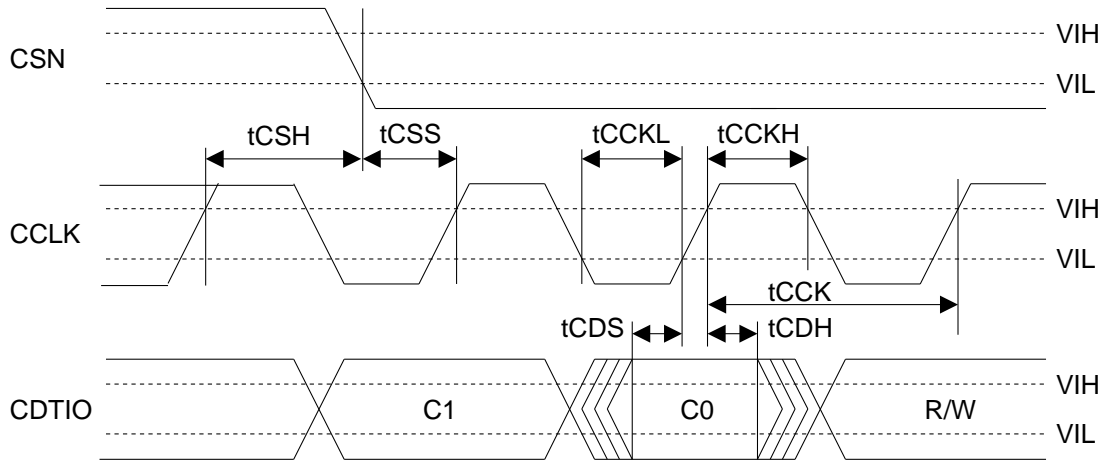 VIH
CSN
VIL
tCSH tCSS tCCKL tCCKH
VIH
CCLK
VIL
tCCK
tCDS tCDH
VIH
CDTIO C1 C0 R/W
VIL